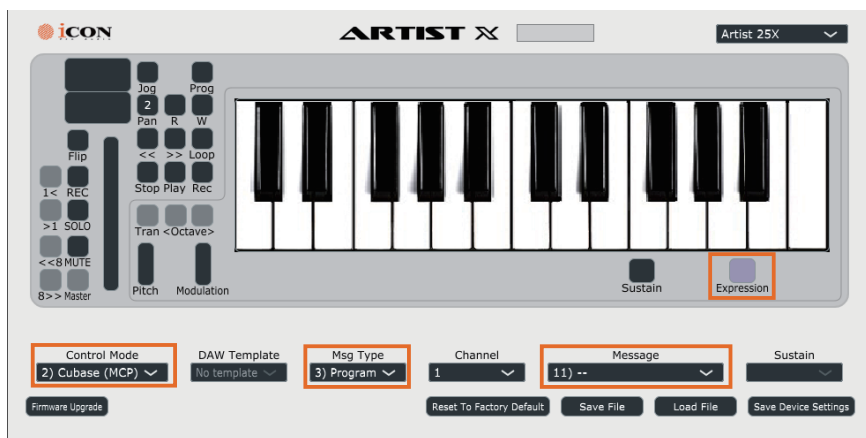 icon
PRO AUDIO
ARTIST X
Artist 25X
Jog Prog
2
Pan R W
Flip
<< >> Loop
1< REC
Stop Play Rec
>1 SOLO
Tran <Octave>
<<8 MUTE
8>> Master
Pitch Modulation
Sustain Expression
Control Mode DAW Template Msg Type Channel Message Sustain
2) Cubase (MCP) No template 3) Program 1 11) --
Firmware Upgrade Reset To Factory Default Save File Load File Save Device Settings